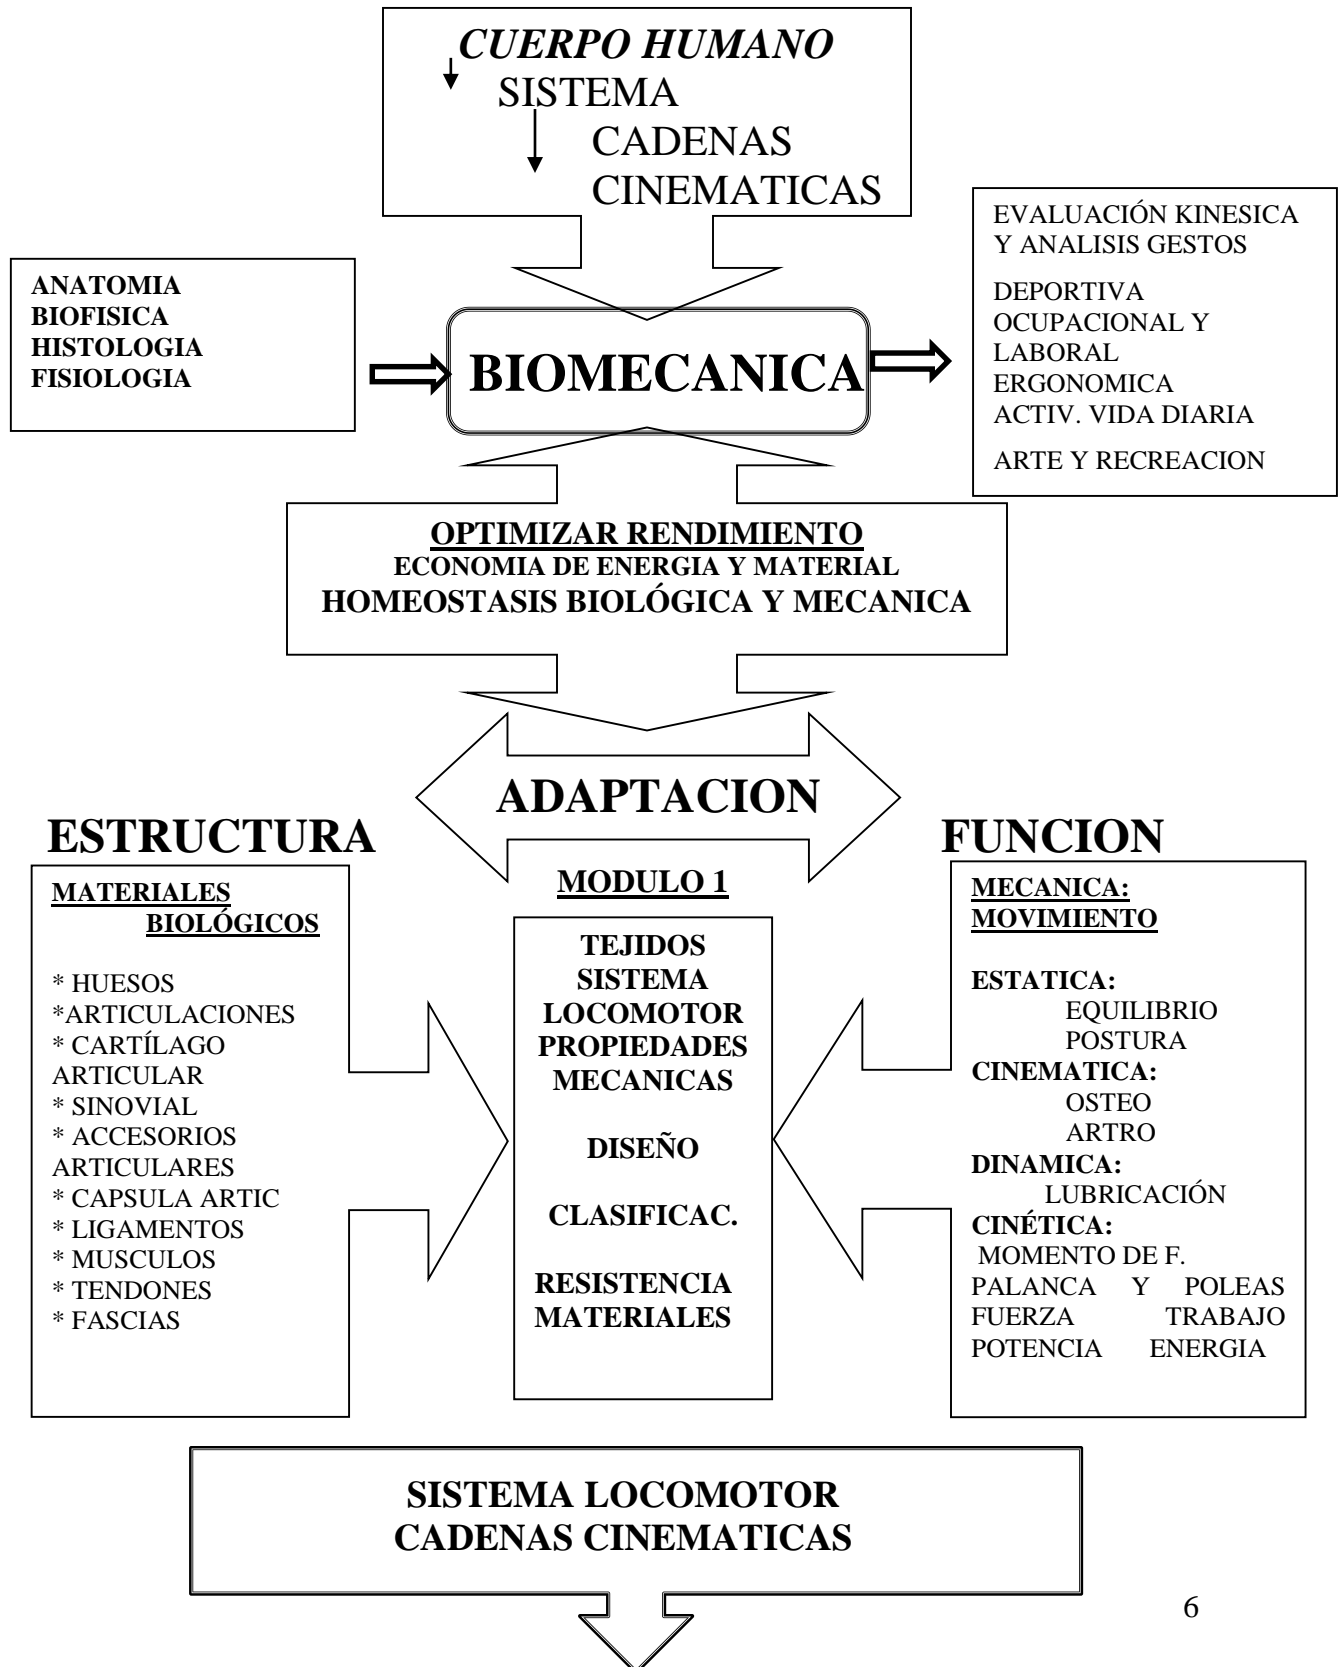 CUERPO HUMANO
SISTEMA
CADENAS
CINEMATICAS
ANATOMIA
BIOFISICA
HISTOLOGIA
FISIOLOGIA
BIOMECANICA
EVALUACIÓN KINESICA
Y ANALISIS GESTOS
DEPORTIVA
OCUPACIONAL Y
LABORAL
ERGONOMICA
ACTIV. VIDA DIARIA
ARTE Y RECREACION
OPTIMIZAR RENDIMIENTO
ECONOMIA DE ENERGIA Y MATERIAL
HOMEOSTASIS BIOLÓGICA Y MECANICA
ADAPTACION
ESTRUCTURA
MATERIALES
BIOLÓGICOS
* HUESOS
*ARTICULACIONES
* CARTÍLAGO
ARTICULAR
* SINOVIAL
* ACCESORIOS
ARTICULARES
* CAPSULA ARTIC
* LIGAMENTOS
* MUSCULOS
* TENDONES
* FASCIAS
MODULO 1
TEJIDOS
SISTEMA
LOCOMOTOR
PROPIEDADES
MECANICAS
DISEÑO
CLASIFICAC.
RESISTENCIA
MATERIALES
FUNCION
MECANICA:
MOVIMIENTO
ESTATICA:
EQUILIBRIO
POSTURA
CINEMATICA:
OSTEO
ARTRO
DINAMICA:
LUBRICACIÓN
CINÉTICA:
MOMENTO DE F.
PALANCA Y POLEAS
FUERZA TRABAJO
POTENCIA ENERGIA
SISTEMA LOCOMOTOR
CADENAS CINEMATICAS
6